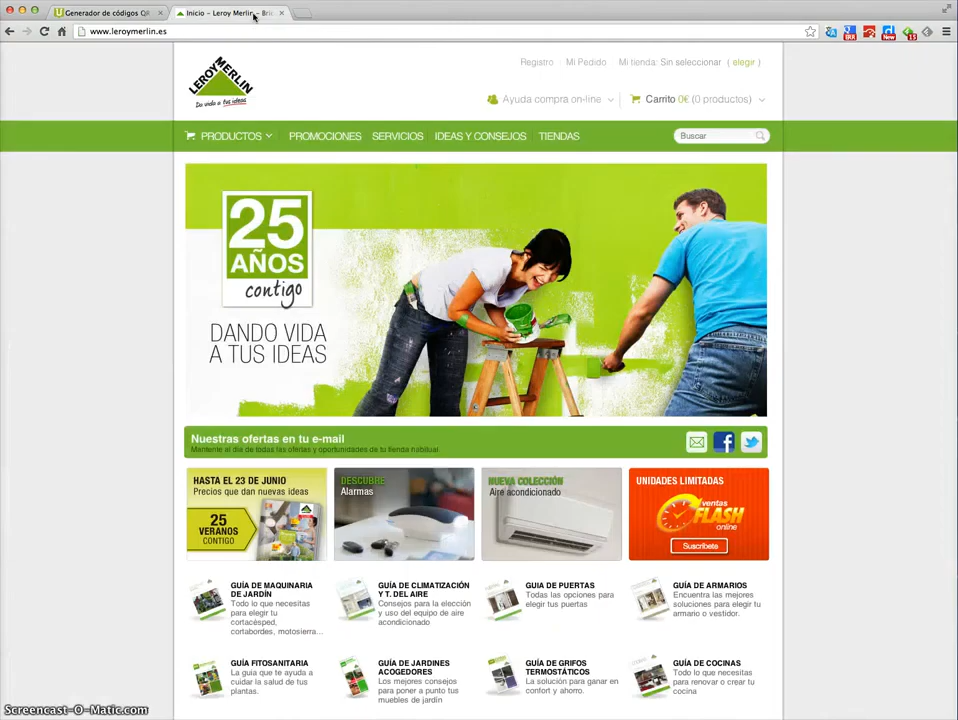 Generador de códigos QR
Inicio - Leroy Merlin - Bric
www.leroymerlin.es
LEROY MERLIN
Da vida a tus ideas
Registro
Mi Pedido
Mi tienda: Sin seleccionar ( elegir )
Ayuda compra on-line
Carrito 0€ (0 productos)
PRODUCTOS
PROMOCIONES
SERVICIOS
IDEAS Y CONSEJOS
TIENDAS
Buscar
25
AÑOS
contigo
DANDO VIDA
A TUS IDEAS
Nuestras ofertas en tu e-mail
Mantente al día de todas las ofertas y oportunidades de tu tienda habitual.
HASTA EL 23 DE JUNIO
Precios que dan nuevas ideas
25
VERANOS
CONTIGO
DESCUBRE
Alarmas
NUEVA COLECCIÓN
Aire acondicionado
UNIDADES LIMITADAS
ventas
FLASH
online
Suscríbete
GUÍA DE MAQUINARIA
DE JARDÍN
Todo lo que necesitas
para elegir tu
cortacésped,
cortabordes, motosierra...
GUÍA DE CLIMATIZACIÓN
Y T. DEL AIRE
Consejos para la elección
y uso del equipo de aire
acondicionado
GUIA DE PUERTAS
Todas las opciones para
elegir tus puertas
GUÍA DE ARMARIOS
Encuentra las mejores
soluciones para elegir tu
armario o vestidor.
GUÍA FITOSANITARIA
La guia que te ayuda a
cuidar la salud de tus
plantas.
GUÍA DE JARDINES
ACOGEDORES
Los mejores consejos
para poner a punto tus
muebles de jardín
GUÍA DE GRIFOS
TERMOSTÁTICOS
La solución para ganar en
confort y ahorro.
GUÍA DE COCINAS
Todo lo que necesitas
para renovar o crear tu
cocina
Screencast-O-Matic.com